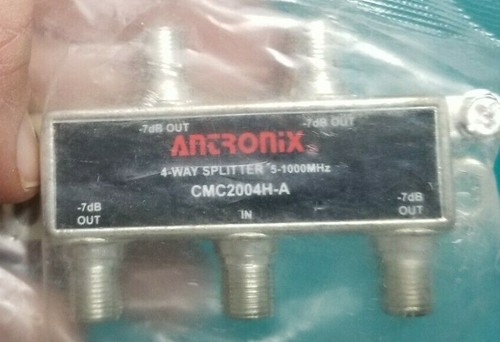 -7dB OUT
-7dB OUT
ANTRONIX
4-WAY SPLITTER 5-1000MHz
CMC2004H-A
-7dB
OUT
IN
-7dB
OUT